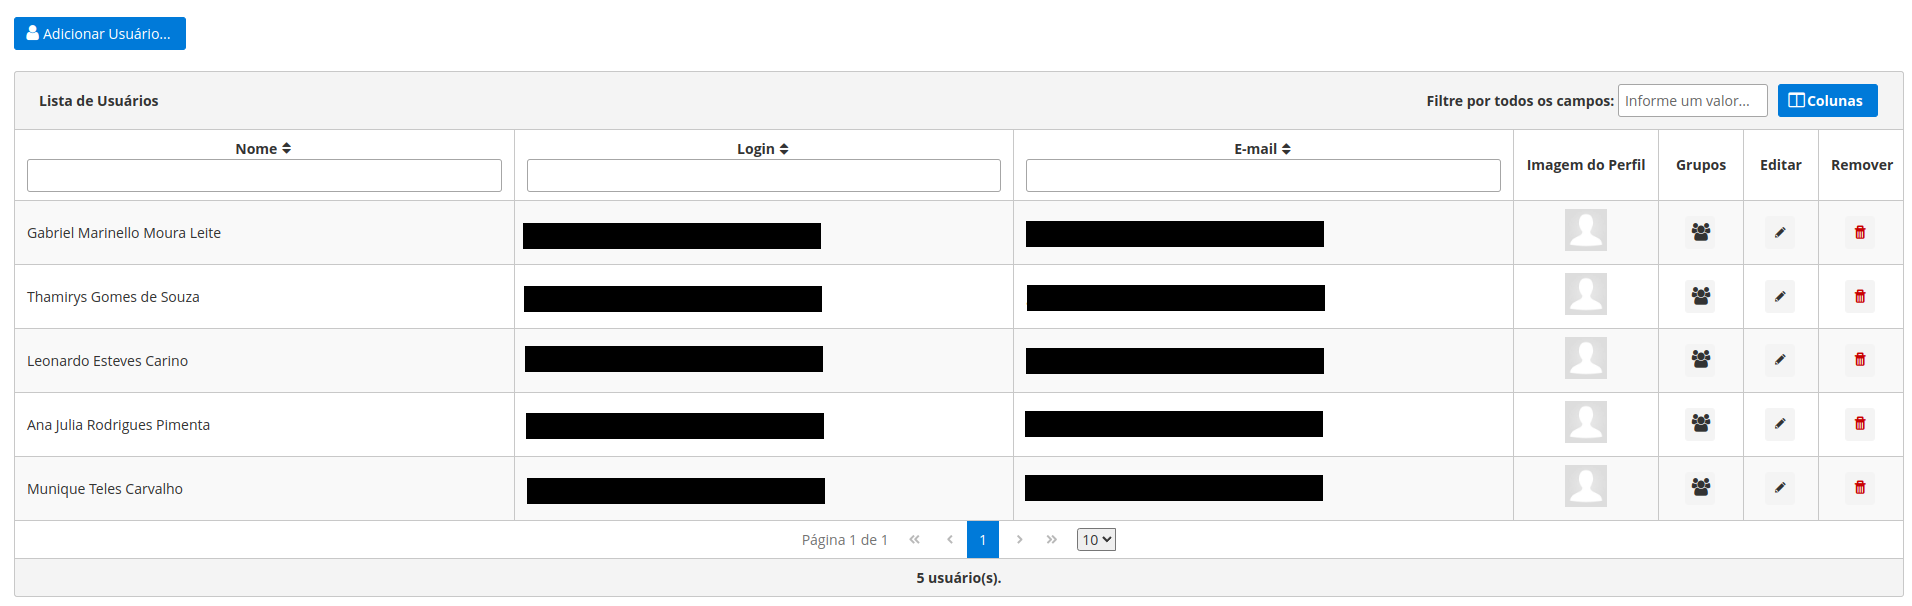 Adicionar Usuário...
Lista de Usuários Filtre por todos os campos: Informe um valor... Colunas
Nome Login E-mail Imagem do Perfil Grupos Editar Remover
Gabriel Marinello Moura Leite
Thamirys Gomes de Souza
Leonardo Esteves Carino
Ana Julia Rodrigues Pimenta
Munique Teles Carvalho
Página 1 de 1 1 10
5 usuário(s).